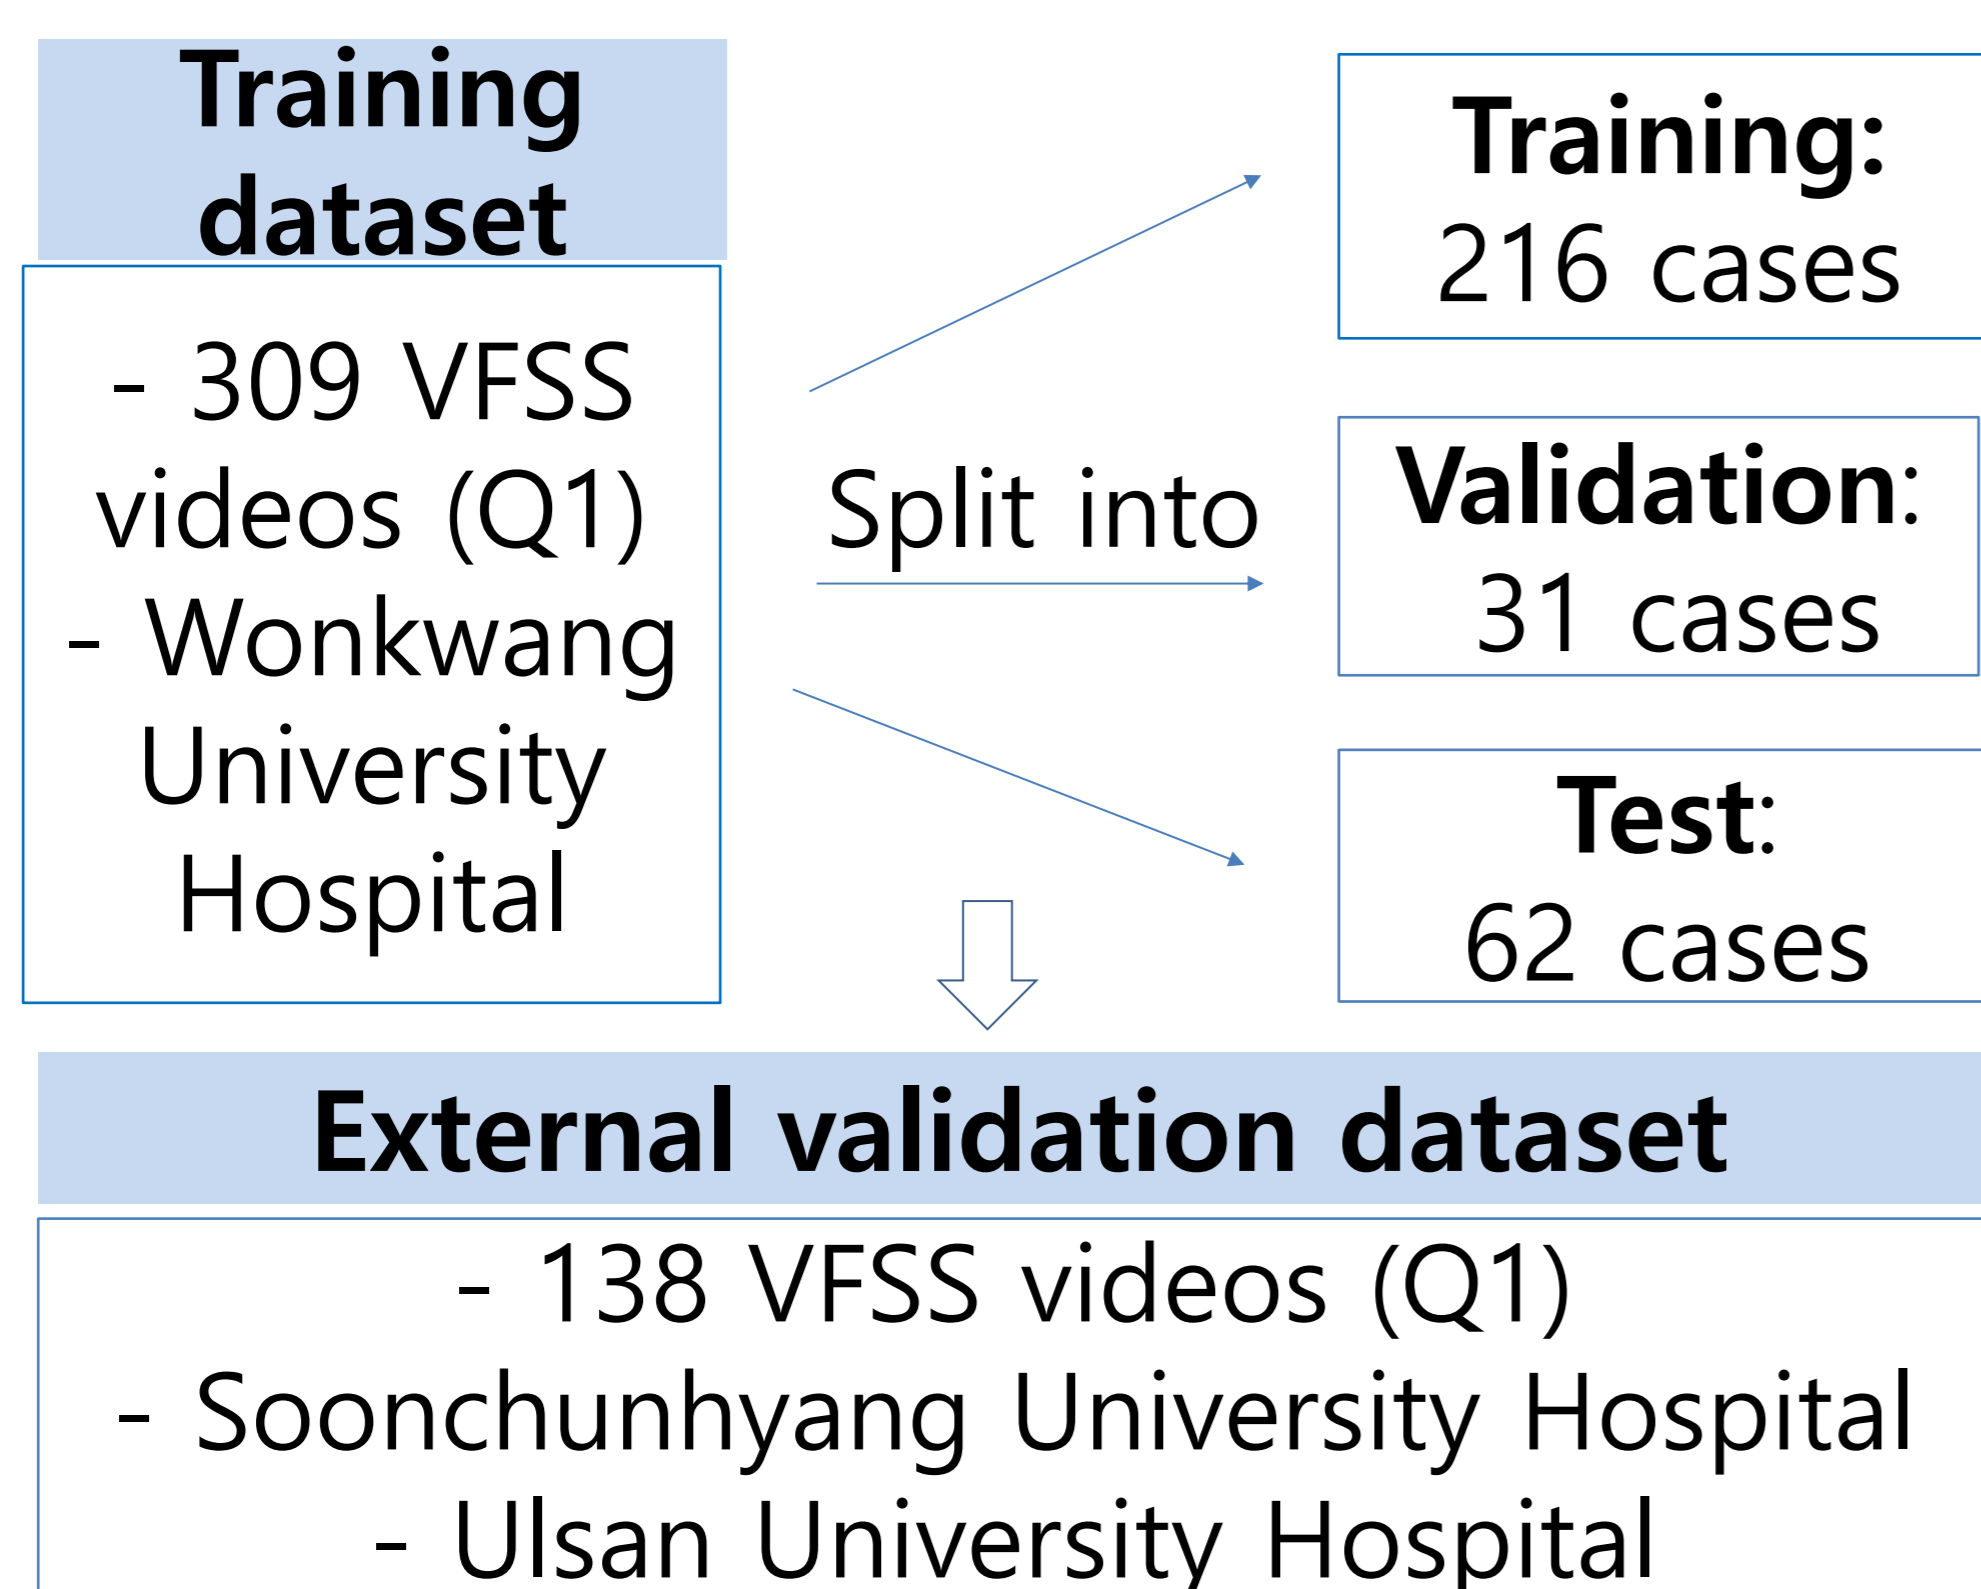 Training
dataset
- 309 VFSS
videos (Q1)
- Wonkwang
University
Hospital
Split into
Training:
216 cases
Validation:
31 cases
Test:
62 cases
External validation dataset
- 138 VFSS videos (Q1)
- Soonchunhyang University Hospital
- Ulsan University Hospital